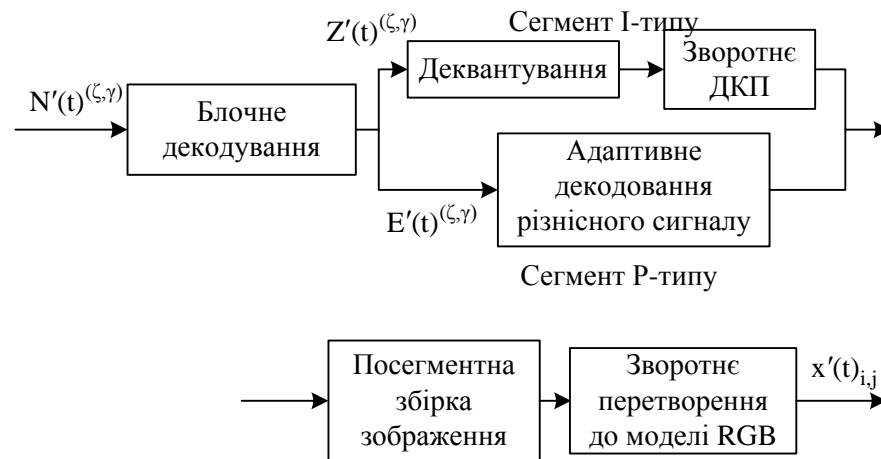 Z′(t)^(ζ,γ)
Сегмент I-типу
N′(t)^(ζ,γ)
Блочне
декодування
Деквантування
Зворотнє
ДКП
E′(t)^(ζ,γ)
Адаптивне
декодовання
різнісного сигналу
Сегмент P-типу
Посегментна
збірка
зображення
Зворотнє
перетворення
до моделі RGB
x′(t)i,j